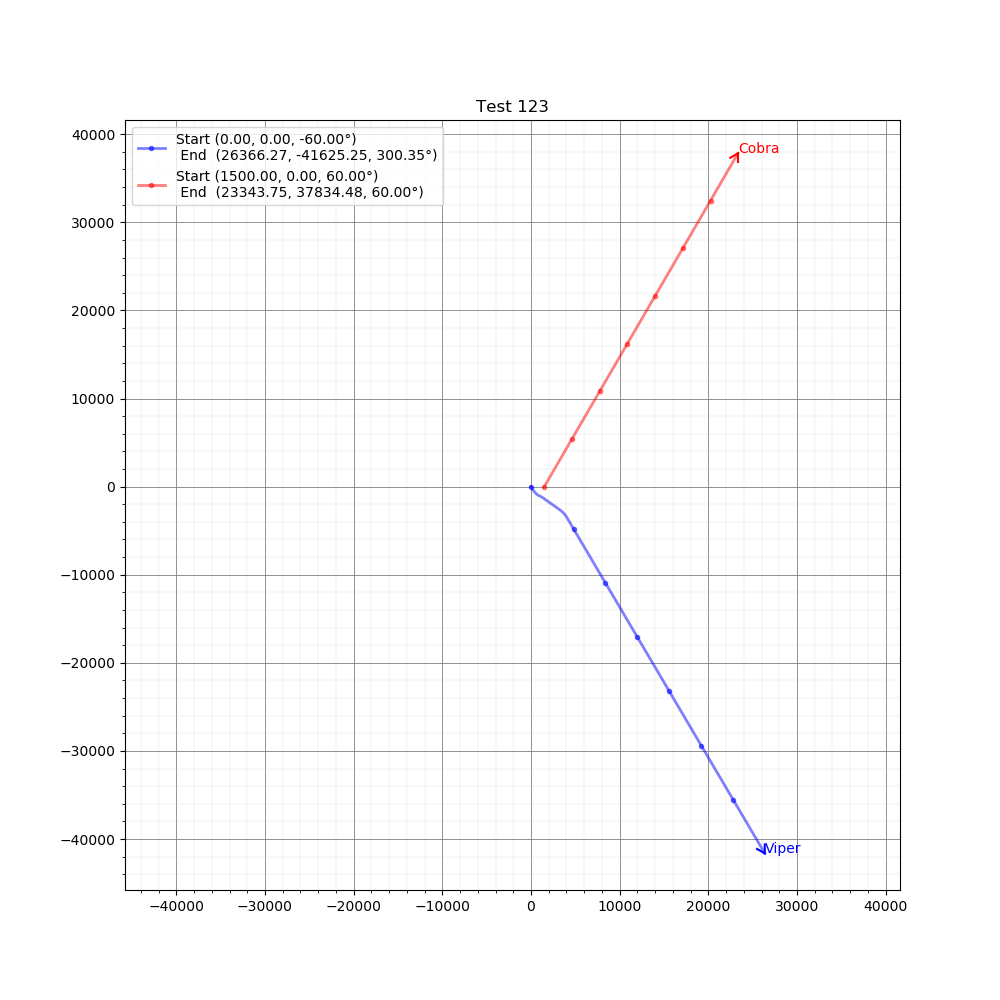 Test 123
40000
30000
20000
10000
0
−10000
−20000
−30000
−40000
Start (0.00, 0.00, -60.00°)
End  (26366.27, -41625.25, 300.35°)
Start (1500.00, 0.00, 60.00°)
End  (23343.75, 37834.48, 60.00°)
Cobra
Viper
−40000 −30000 −20000 −10000 0 10000 20000 30000 40000